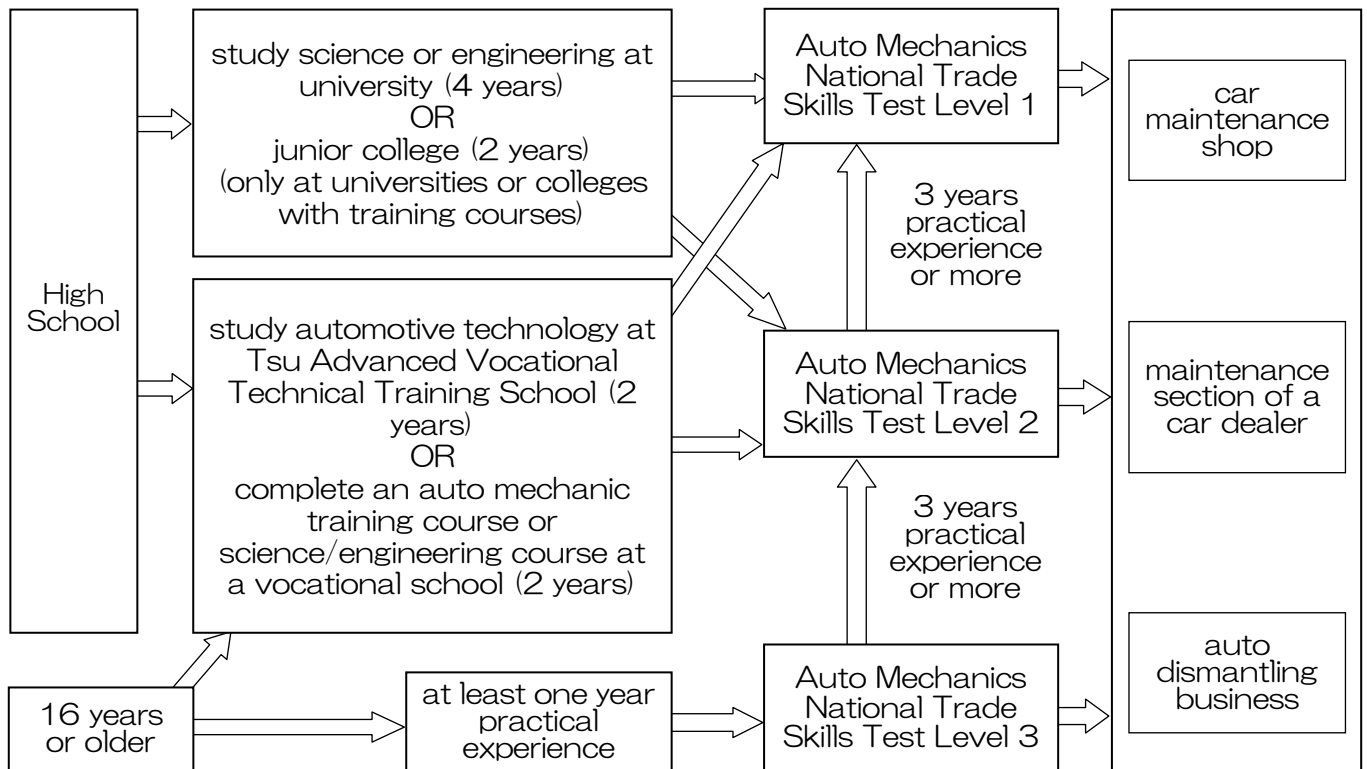 High
School
16 years
or older
study science or engineering at
university (4 years)
OR
junior college (2 years)
(only at universities or colleges
with training courses)
study automotive technology at
Tsu Advanced Vocational
Technical Training School (2
years)
OR
complete an auto mechanic
training course or
science/engineering course at
a vocational school (2 years)
at least one year
practical
experience
Auto Mechanics
National Trade
Skills Test Level 1
3 years
practical
experience
or more
Auto Mechanics
National Trade
Skills Test Level 2
3 years
practical
experience
or more
Auto Mechanics
National Trade
Skills Test Level 3
car
maintenance
shop
maintenance
section of a
car dealer
auto
dismantling
business